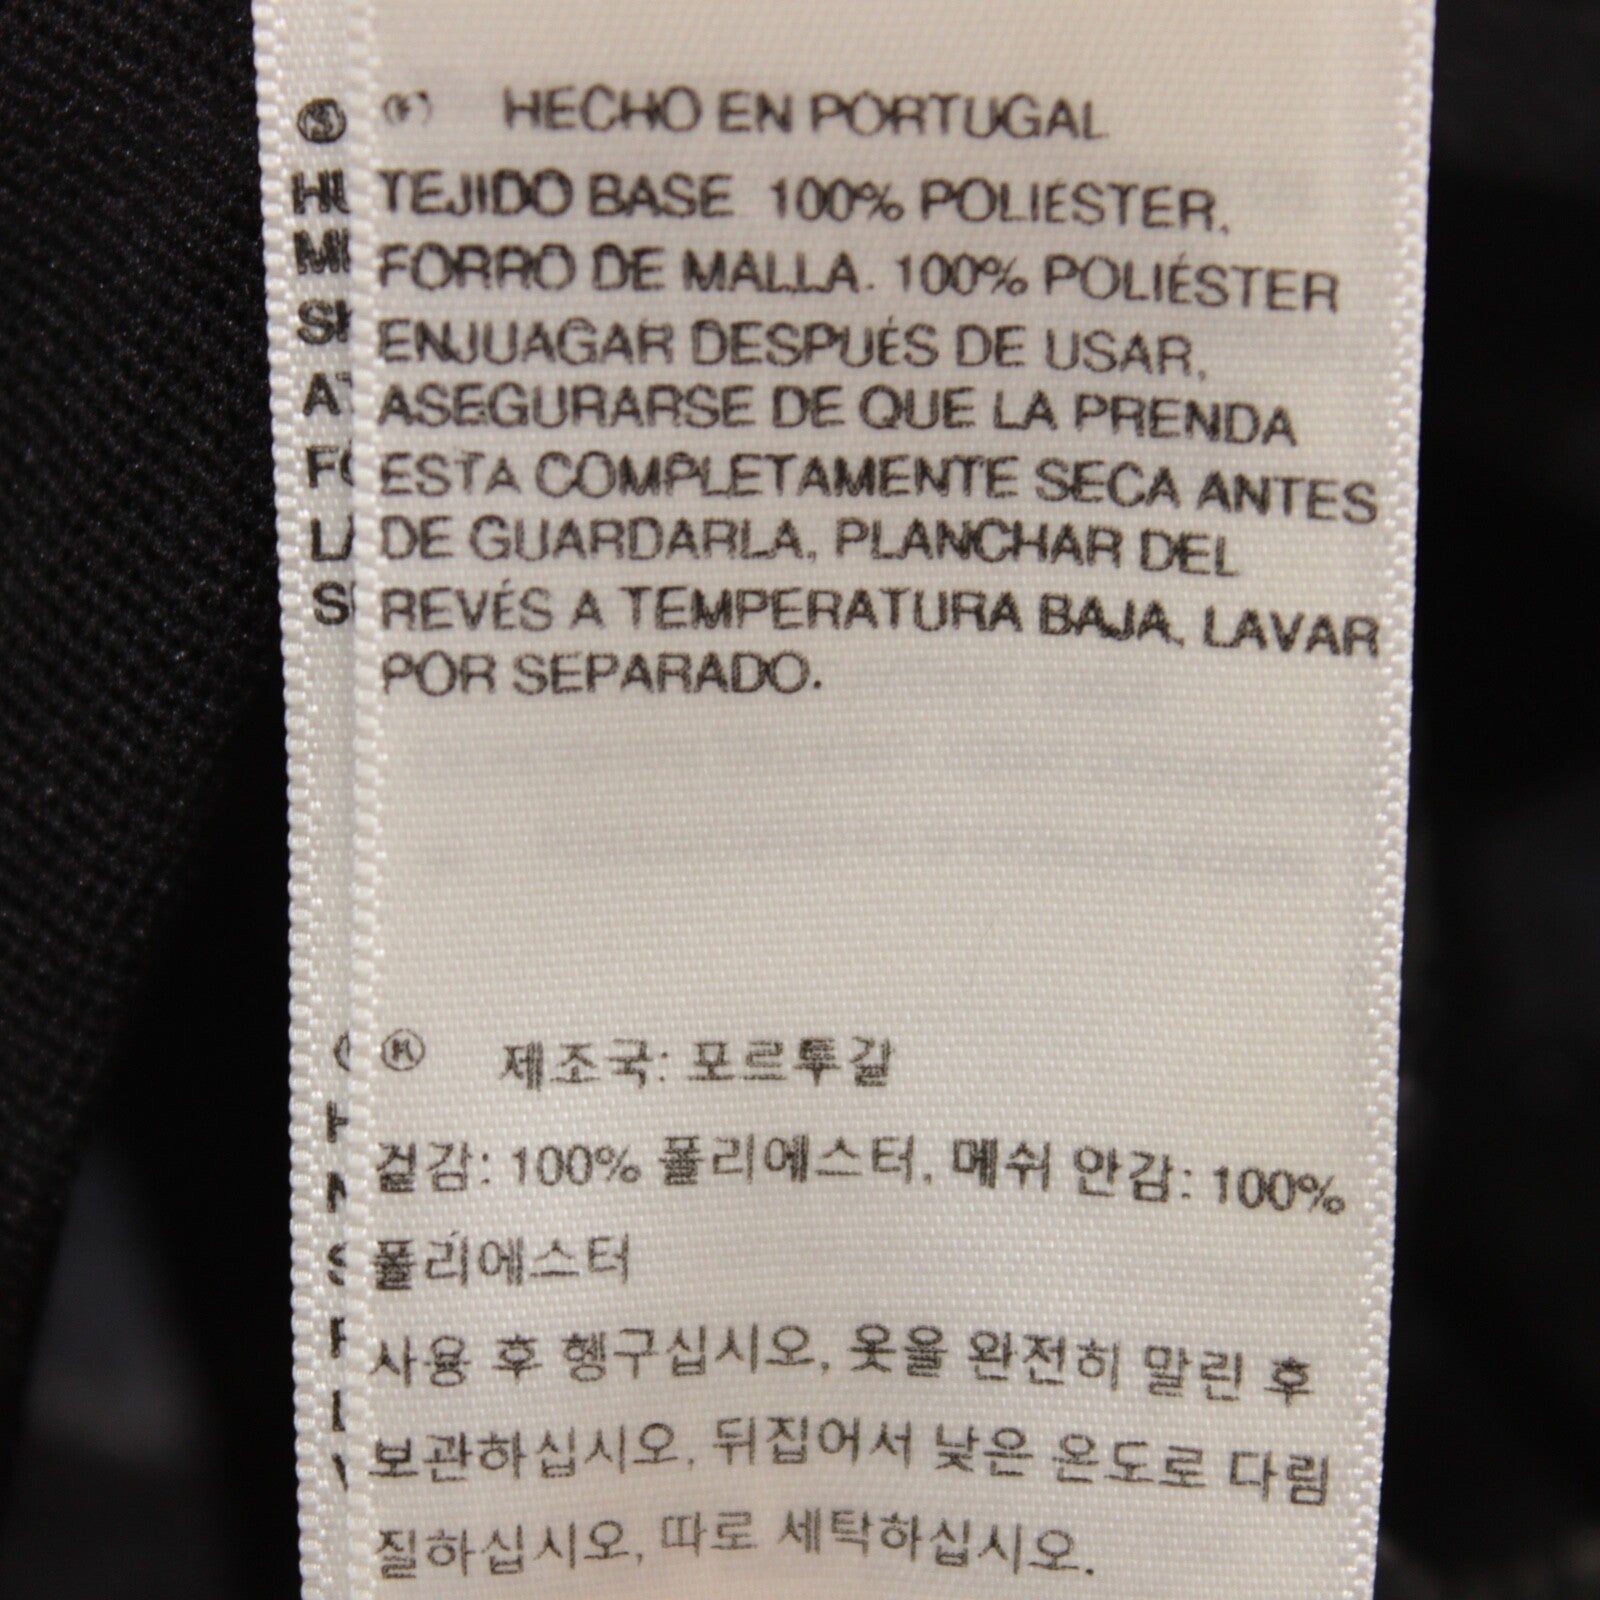 HECHO EN PORTUGAL
TEJIDO BASE 100% POLIÉSTER,
FORRO DE MALLA. 100% POLIÉSTER
ENJUAGAR DESPUÉS DE USAR,
ASEGURARSE DE QUE LA PRENDA
ESTA COMPLETAMENTE SECA ANTES
DE GUARDARLA, PLANCHAR DEL
REVÉS A TEMPERATURA BAJA, LAVAR
POR SEPARADO.
Ⓚ 제조국: 포르투갈
겉감: 100% 폴리에스터, 메쉬 안감: 100%
폴리에스터
사용 후 헹구십시오, 옷을 완전히 말린 후
보관하십시오, 뒤집어서 낮은 온도로 다림
질하십시오, 따로 세탁하십시오.